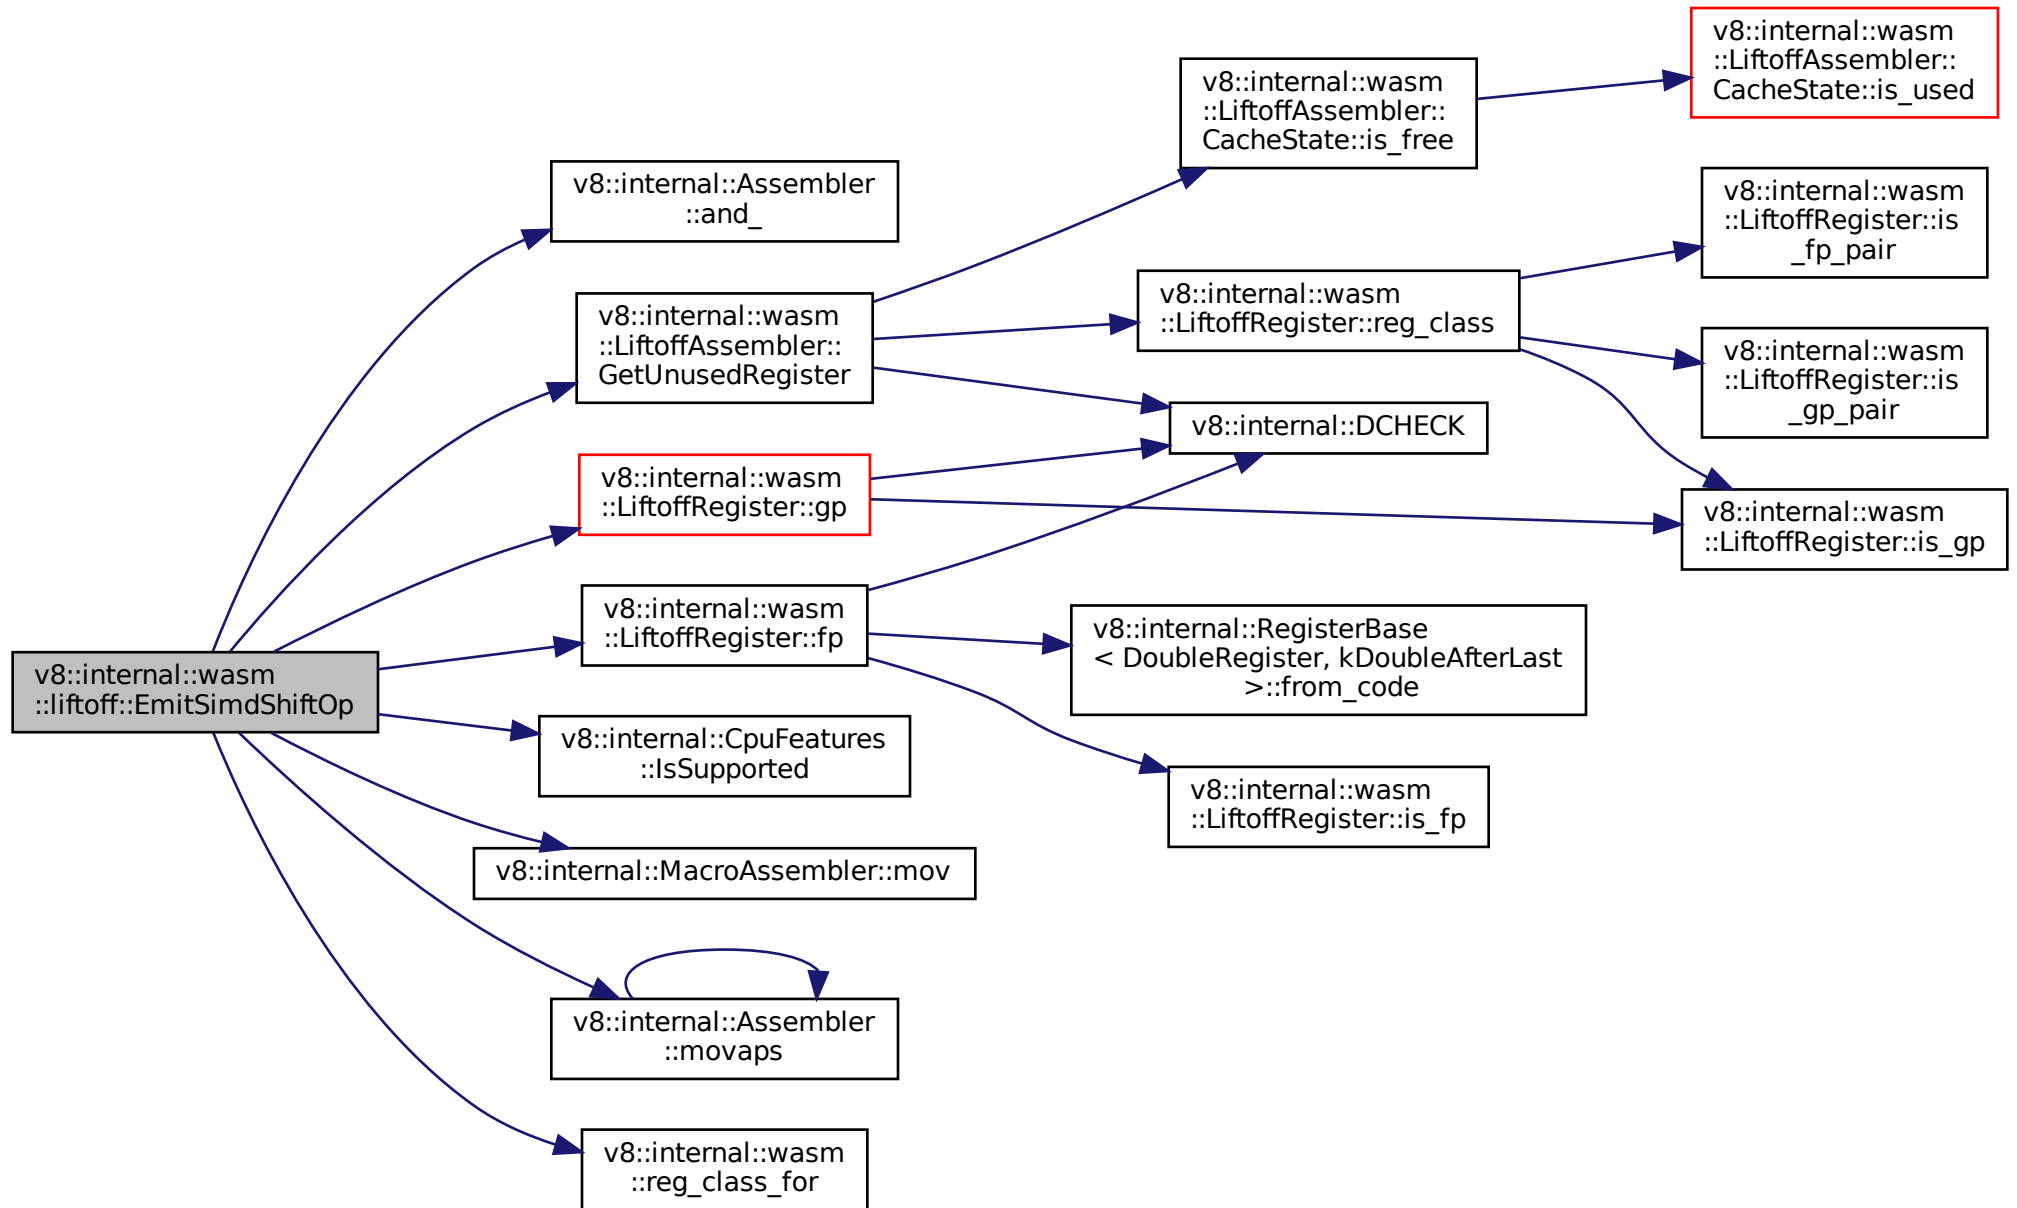 v8::internal::wasm
::liftoff::EmitSimdShiftOp
v8::internal::Assembler
::and_
v8::internal::wasm
::LiftoffAssembler::
GetUnusedRegister
v8::internal::wasm
::LiftoffRegister::gp
v8::internal::wasm
::LiftoffRegister::fp
v8::internal::CpuFeatures
::IsSupported
v8::internal::MacroAssembler::mov
v8::internal::Assembler
::movaps
v8::internal::wasm
::reg_class_for
v8::internal::wasm
::LiftoffAssembler::
CacheState::is_free
v8::internal::wasm
::LiftoffRegister::reg_class
v8::internal::DCHECK
v8::internal::RegisterBase
< DoubleRegister, kDoubleAfterLast
>::from_code
v8::internal::wasm
::LiftoffRegister::is_fp
v8::internal::wasm
::LiftoffAssembler::
CacheState::is_used
v8::internal::wasm
::LiftoffRegister::is
_fp_pair
v8::internal::wasm
::LiftoffRegister::is
_gp_pair
v8::internal::wasm
::LiftoffRegister::is_gp